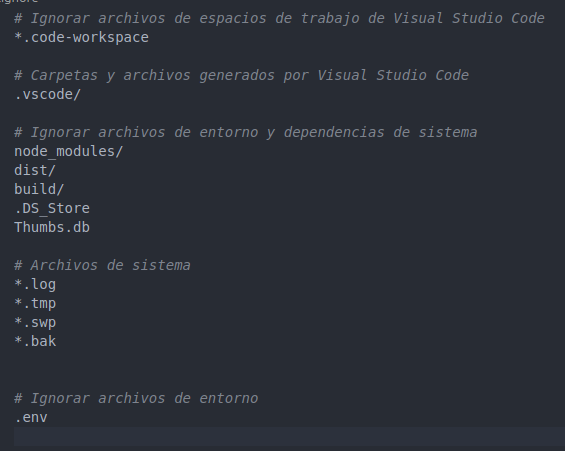 # Ignorar archivos de espacios de trabajo de Visual Studio Code
*.code-workspace
# Carpetas y archivos generados por Visual Studio Code
.vscode/
# Ignorar archivos de entorno y dependencias de sistema
node_modules/
dist/
build/
.DS_Store
Thumbs.db
# Archivos de sistema
*.log
*.tmp
*.swp
*.bak
# Ignorar archivos de entorno
.env